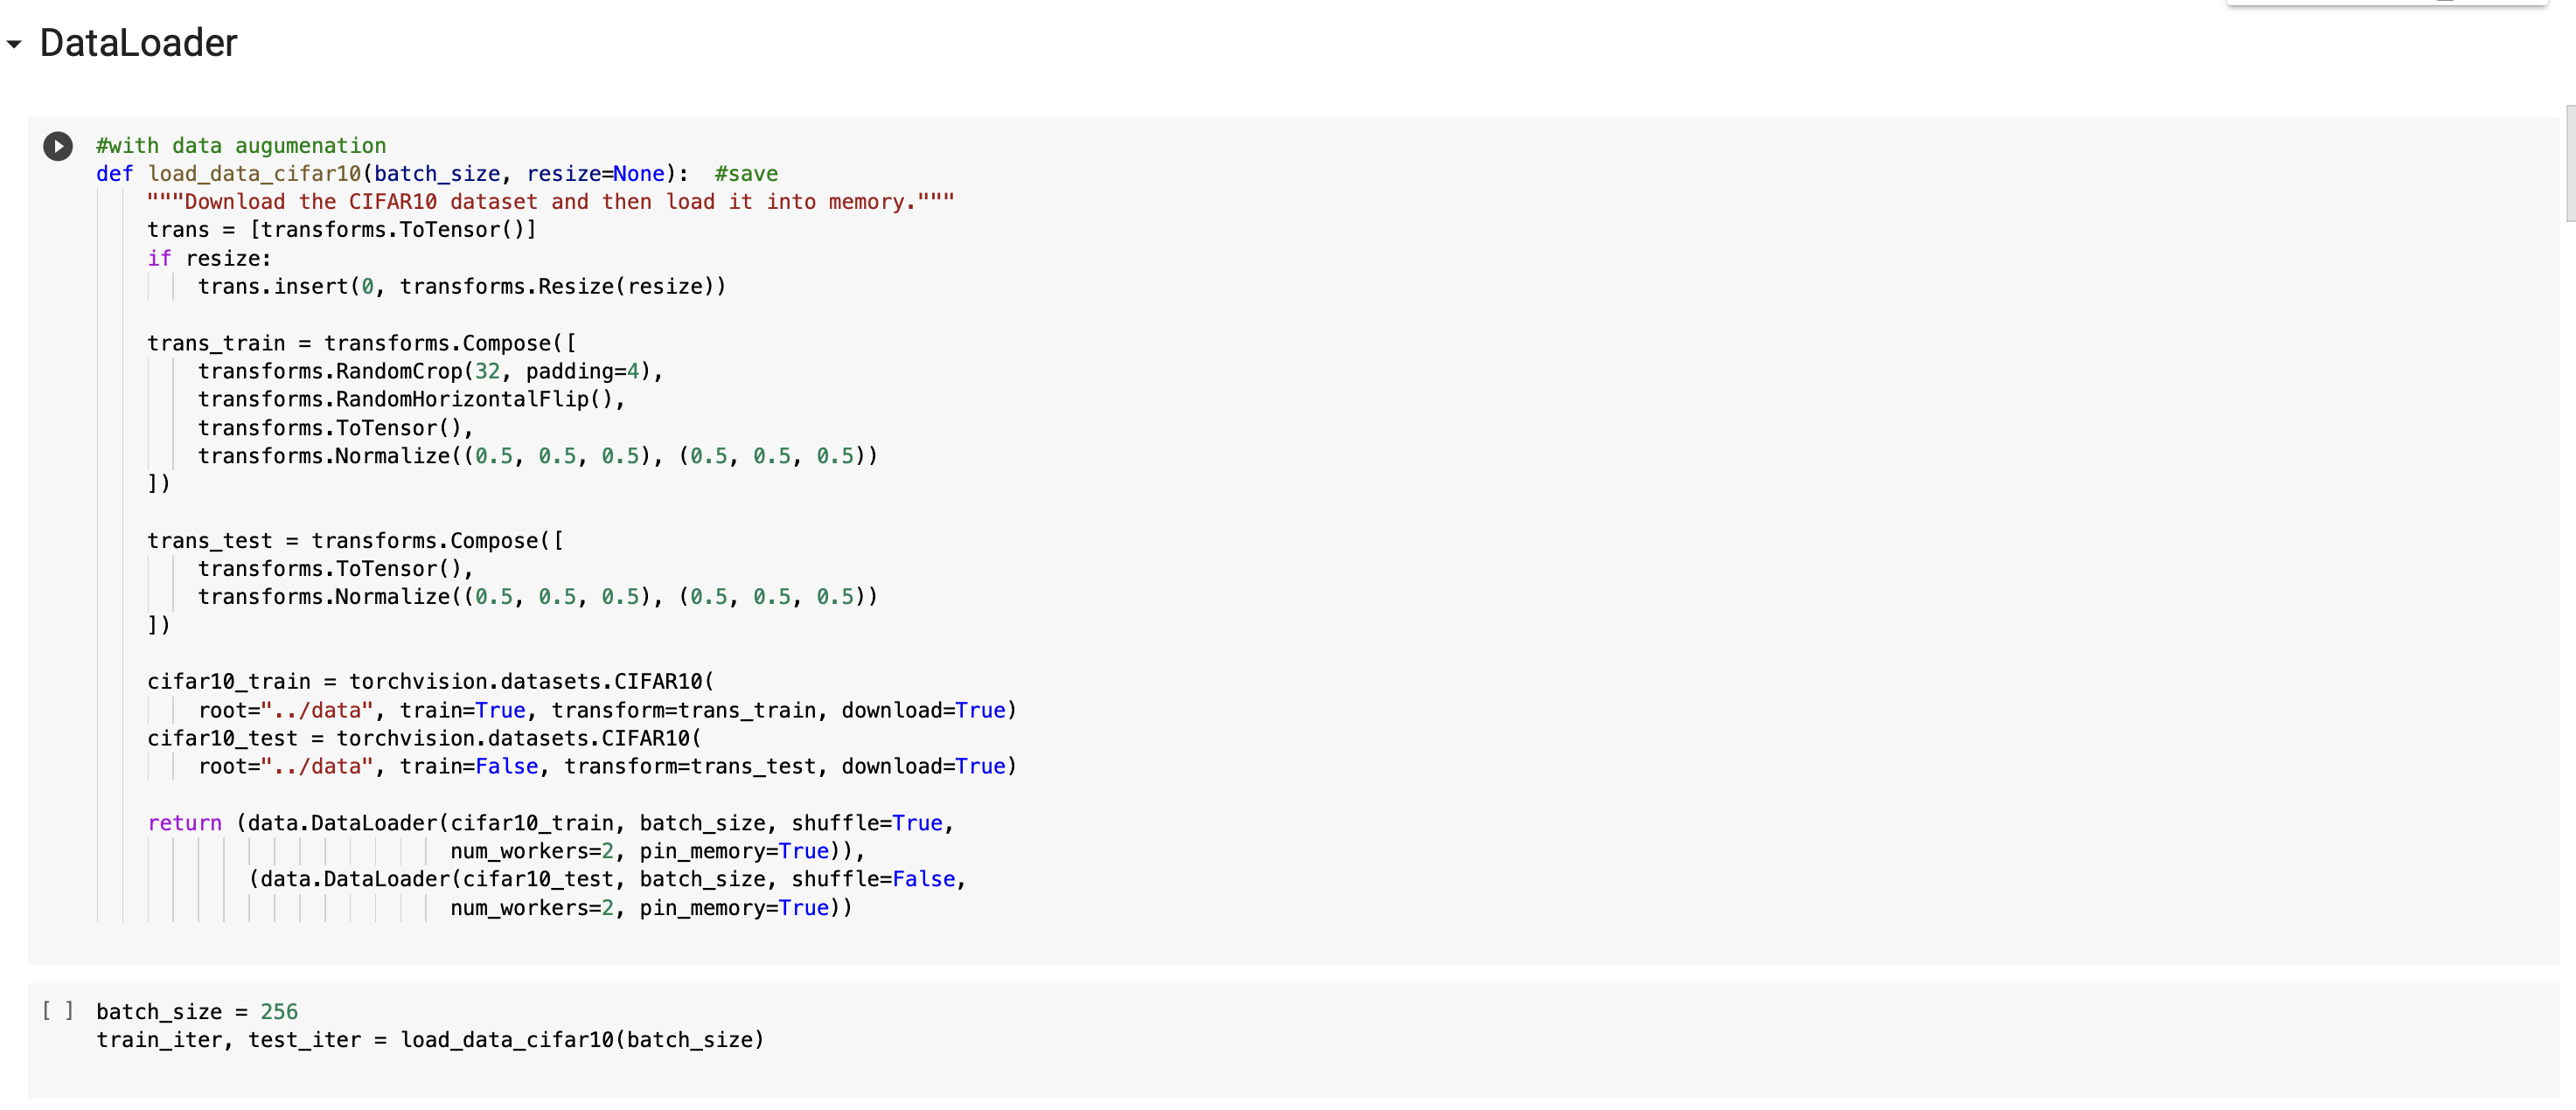 DataLoader
#with data augumenation
def load_data_cifar10(batch_size, resize=None):  #save
    """Download the CIFAR10 dataset and then load it into memory."""
    trans = [transforms.ToTensor()]
    if resize:
        trans.insert(0, transforms.Resize(resize))
    trans_train = transforms.Compose([
        transforms.RandomCrop(32, padding=4),
        transforms.RandomHorizontalFlip(),
        transforms.ToTensor(),
        transforms.Normalize((0.5, 0.5, 0.5), (0.5, 0.5, 0.5))
    ])
    trans_test = transforms.Compose([
        transforms.ToTensor(),
        transforms.Normalize((0.5, 0.5, 0.5), (0.5, 0.5, 0.5))
    ])
    cifar10_train = torchvision.datasets.CIFAR10(
        root="../data", train=True, transform=trans_train, download=True)
    cifar10_test = torchvision.datasets.CIFAR10(
        root="../data", train=False, transform=trans_test, download=True)
    return (data.DataLoader(cifar10_train, batch_size, shuffle=True,
                            num_workers=2, pin_memory=True)),
            (data.DataLoader(cifar10_test, batch_size, shuffle=False,
                            num_workers=2, pin_memory=True))
[ ] batch_size = 256
train_iter, test_iter = load_data_cifar10(batch_size)